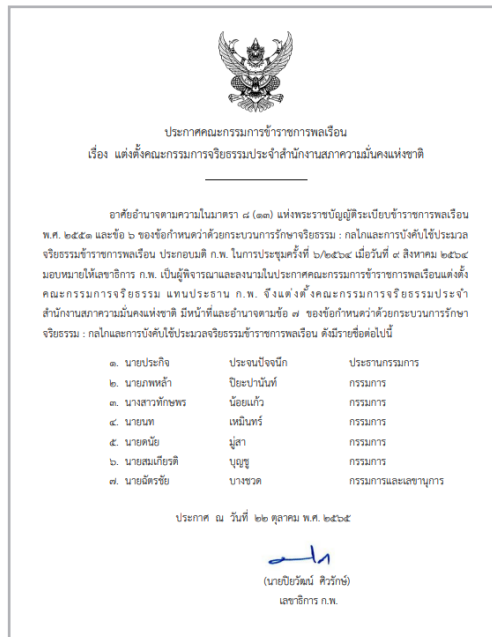 ประกาศคณะกรรมการข้าราชการพลเรือน
เรื่อง แต่งตั้งคณะกรรมการจริยธรรมประจำสำนักงานสภาความมั่นคงแห่งชาติ
อาศัยอำนาจตามความในมาตรา ๘ (๑๓) แห่งพระราชบัญญัติระเบียบข้าราชการพลเรือน
พ.ศ. ๒๕๕๑ และข้อ ๖ ของข้อกำหนดว่าด้วยกระบวนการรักษาจริยธรรม : กลไกและการบังคับใช้ประมวล
จริยธรรมข้าราชการพลเรือน ประกอบมติ ก.พ. ในการประชุมครั้งที่ ๖/๒๕๖๔ เมื่อวันที่ ๙ สิงหาคม ๒๕๖๔
มอบหมายให้เลขาธิการ ก.พ. เป็นผู้พิจารณาและลงนามในประกาศคณะกรรมการข้าราชการพลเรือนแต่งตั้ง
คณะกรรมการจริยธรรม แทนประธาน ก.พ. จึงแต่งตั้งคณะกรรมการจริยธรรมประจำ
สำนักงานสภาความมั่นคงแห่งชาติ มีหน้าที่และอำนาจตามข้อ ๗ ของข้อกำหนดว่าด้วยกระบวนการรักษา
จริยธรรม : กลไกและการบังคับใช้ประมวลจริยธรรมข้าราชการพลเรือน ดังมีรายชื่อต่อไปนี้
๑. นายประกิจ ประจนปัจจนึก ประธานกรรมการ
๒. นายภพหล้า ปิยะปานันท์ กรรมการ
๓. นางสาวทักษพร น้อยแก้ว กรรมการ
๔. นายนท เหมินทร์ กรรมการ
๕. นายดนัย มู่สา กรรมการ
๖. นายสมเกียรติ บุญชู กรรมการ
๗. นายฉัตรชัย บางชวด กรรมการและเลขานุการ
ประกาศ ณ วันที่ ๒๒ ตุลาคม พ.ศ. ๒๕๖๕
(นายปิยวัฒน์ ศิวรักษ์)
เลขาธิการ ก.พ.